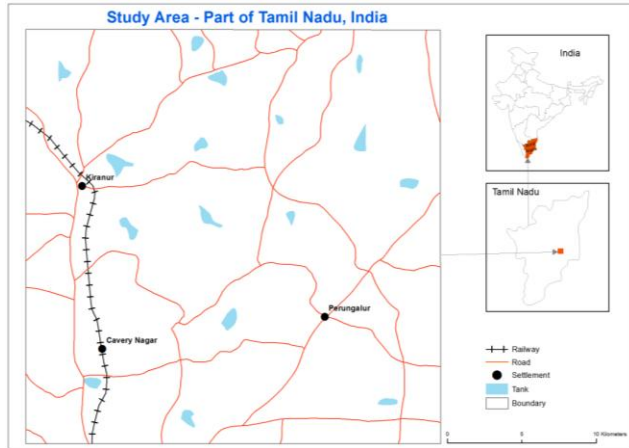 Study Area - Part of Tamil Nadu, India
India
Kiranur
Tamil Nadu
Perungalur
Cavery Nagar
Railway
Road
Settlement
Tank
Boundary
0 5 10 Kilometers